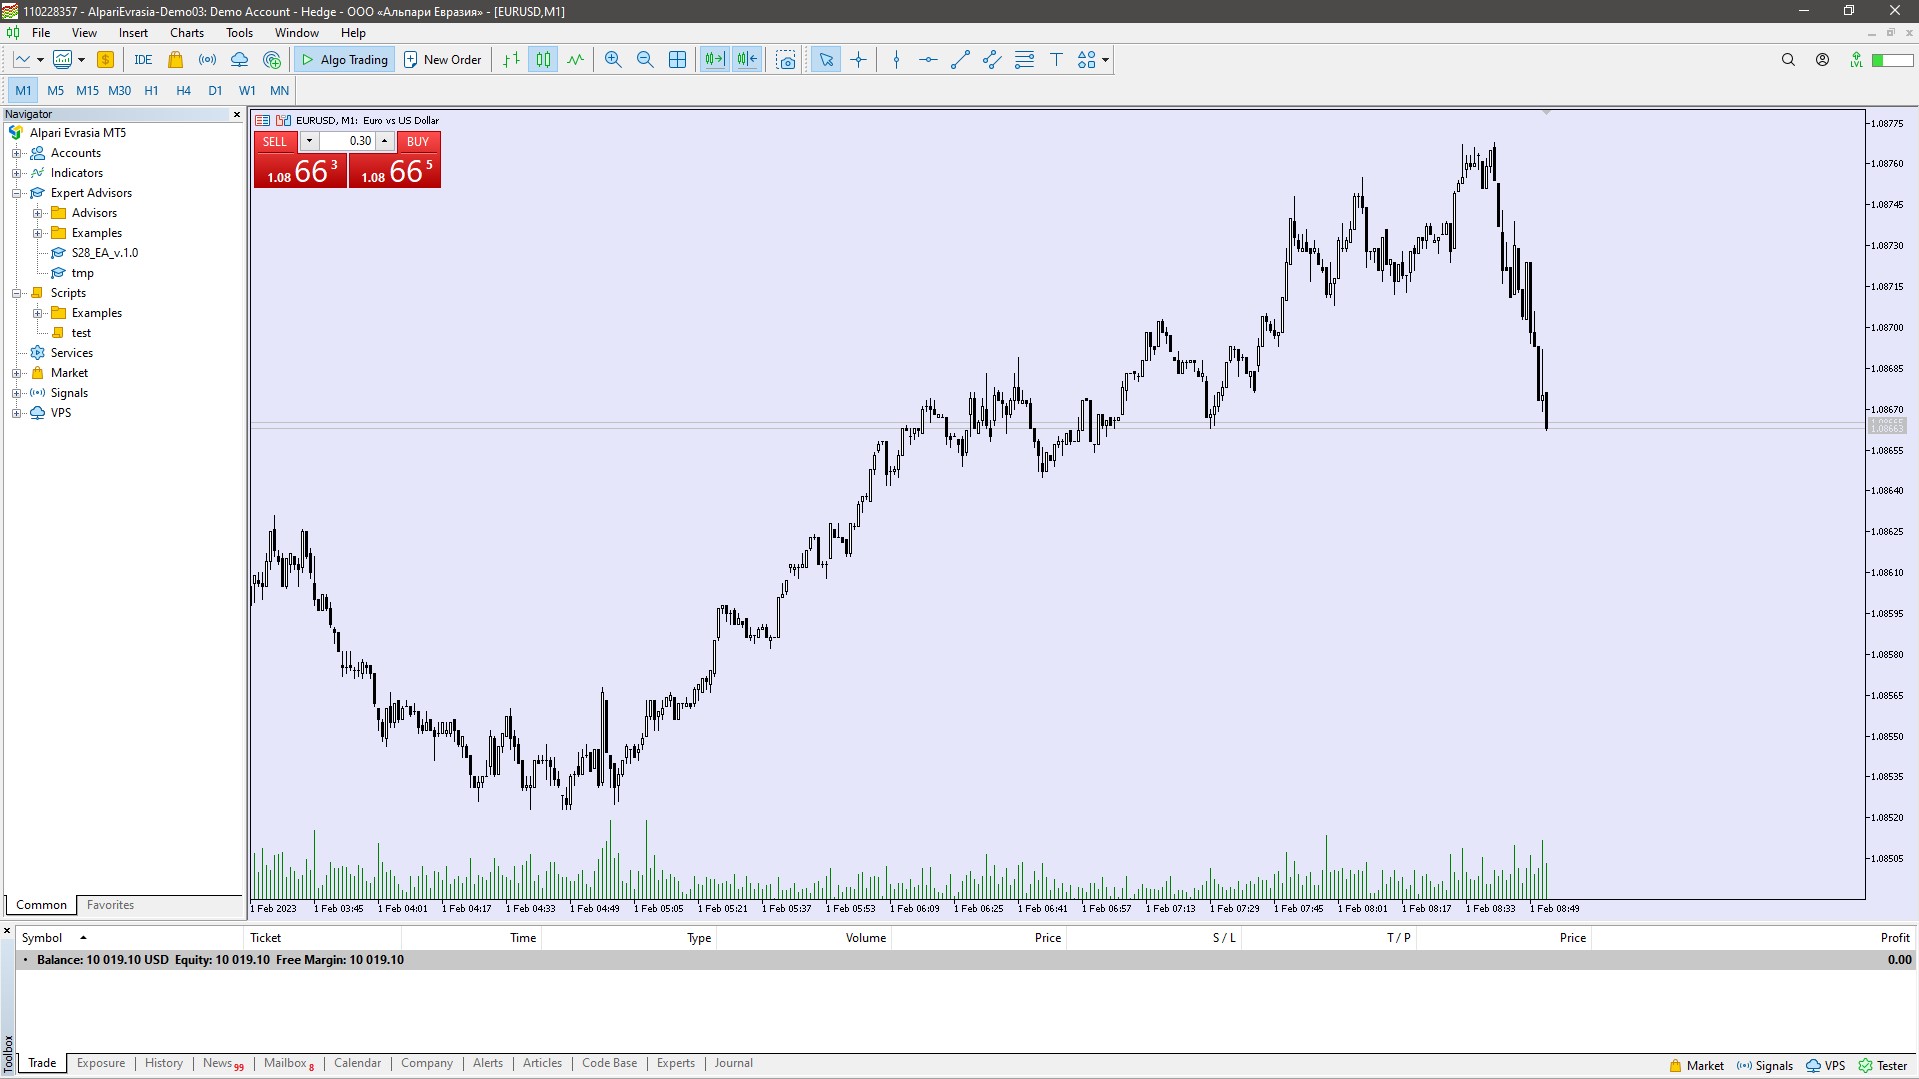 110228357 - AlpariEvrasia-Demo03: Demo Account - Hedge - ООО «Альпари Евразия» - [EURUSD,M1]
File View Insert Charts Tools Window Help
$ IDE Algo Trading New Order T LVL
M1 M5 M15 M30 H1 H4 D1 W1 MN
Navigator
Alpari Evrasia MT5
Accounts
Indicators
Expert Advisors
Advisors
Examples
S28_EA_v.1.0
tmp
Scripts
Examples
test
Services
Market
Signals
VPS
Common Favorites
EURUSD, M1: Euro vs US Dollar
SELL 0.30 BUY
1.08 66 3 1.08 66 5
1.08775
1.08760
1.08745
1.08730
1.08715
1.08700
1.08685
1.08670
1.08663
1.08655
1.08640
1.08625
1.08610
1.08595
1.08580
1.08565
1.08550
1.08535
1.08520
1.08505
1 Feb 2023 1 Feb 03:45 1 Feb 04:01 1 Feb 04:17 1 Feb 04:33 1 Feb 04:49 1 Feb 05:05 1 Feb 05:21 1 Feb 05:37 1 Feb 05:53 1 Feb 06:09 1 Feb 06:25 1 Feb 06:41 1 Feb 06:57 1 Feb 07:13 1 Feb 07:29 1 Feb 07:45 1 Feb 08:01 1 Feb 08:17 1 Feb 08:33 1 Feb 08:49
Symbol Ticket Time Type Volume Price S / L T / P Price Profit
Balance: 10 019.10 USD Equity: 10 019.10 Free Margin: 10 019.10 0.00
Toolbox
Trade Exposure History News 99 Mailbox 8 Calendar Company Alerts Articles Code Base Experts Journal
Market Signals VPS Tester